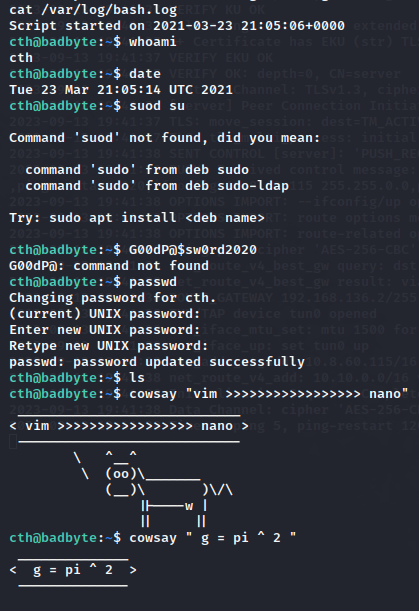 cat /var/log/bash.log
Script started on 2021-03-23 21:05:06+0000
cth@badbyte:~$ whoami
cth
cth@badbyte:~$ date
Tue 23 Mar 21:05:14 UTC 2021
cth@badbyte:~$ suod su

Command 'suod' not found, did you mean:

  command 'sudo' from deb sudo
  command 'sudo' from deb sudo-ldap

Try: sudo apt install <deb name>

cth@badbyte:~$ G00dP@$sw0rd2020
G00dP@: command not found
cth@badbyte:~$ passwd
Changing password for cth.
(current) UNIX password:
Enter new UNIX password:
Retype new UNIX password:
passwd: password updated successfully
cth@badbyte:~$ ls
cth@badbyte:~$ cowsay "vim >>>>>>>>>>>>>>>>> nano"
 ____________________________
< vim >>>>>>>>>>>>>>>>> nano >
 ----------------------------
        \   ^__^
         \  (oo)\_______
            (__)\       )\/\
                ||----w |
                ||     ||
cth@badbyte:~$ cowsay " g = pi ^ 2 "
 ______________
<  g = pi ^ 2  >
 --------------